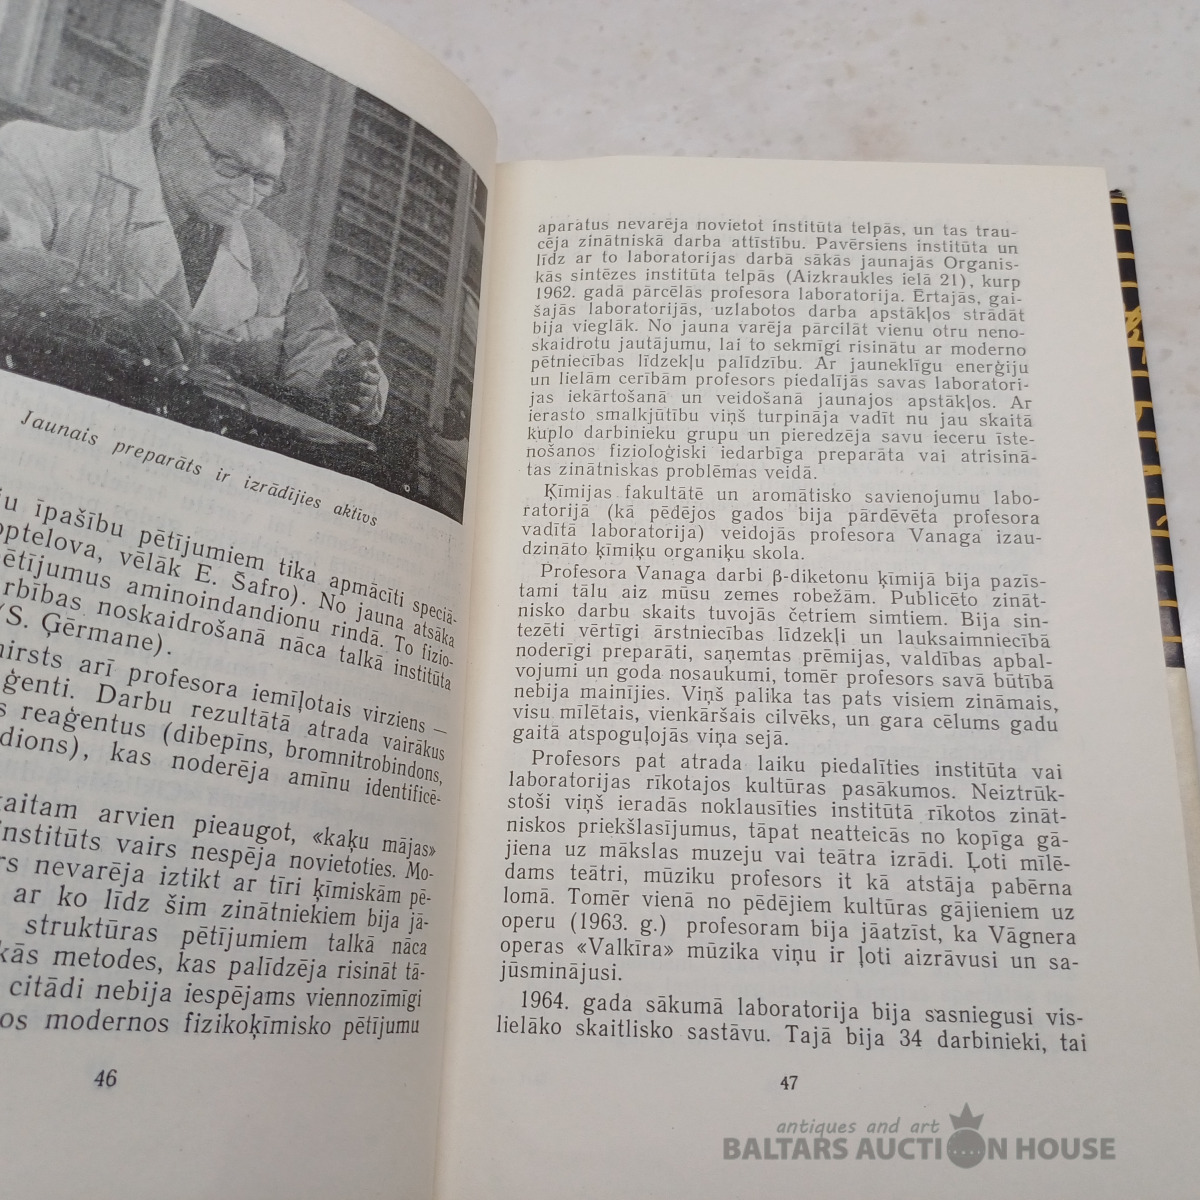 Jaunais preparāts ir izrādījies aktīvs
īpašību pētījumiem tika apmācīti speciā-
vēlāk E. Šafro). No jauna atsāka
pētījumus aminoindandionu rindā. To fizio-
noskaidrošanā nāca talkā institūta
(S. Ģērmane).
arī profesora iemīļotais virziens —
Darbu rezultātā atrada vairākus
reaģentus (dibepīns, bromnitrobindons,
kas noderēja amīnu identificē-
arvien pieaugot, «kaķu mājas»
institūts vairs nespēja novietoties. Mo-
nevarēja iztikt ar tīri ķīmiskām pē-
ar ko līdz šim zinātniekiem bija jā-
struktūras pētījumiem talkā nāca
metodes, kas palīdzēja risināt tā-
citādi nebija iespējams viennozīmīgi
modernos fizikoķīmisko pētījumu
46
aparatus nevarēja novietot institūta telpās, un tas trau-
cēja zinātniskā darba attīstību. Pavērsiens institūta un
līdz ar to laboratorijas darbā sākās jaunajās Organis-
kās sintēzes institūta telpās (Aizkraukles ielā 21), kurp
1962. gadā pārcēlās profesora laboratorija. Ērtajās, gai-
šajās laboratorijās, uzlabotos darba apstākļos strādāt
bija vieglāk. No jauna varēja pārcilāt vienu otru neno-
skaidrotu jautājumu, lai to sekmīgi risinātu ar moderno
pētniecības līdzekļu palīdzību. Ar jauneklīgu enerģiju
un lielām cerībām profesors piedalījās savas laboratori-
jas iekārtošanā un veidošanā jaunajos apstākļos. Ar
ierasto smalkjūtību viņš turpināja vadīt nu jau skaitā
kuplo darbinieku grupu un pieredzēja savu ieceru īste-
nošanos fizioloģiski iedarbīga preparāta vai atrisinā-
tas zinātniskas problēmas veidā.
Ķīmijas fakultātē un aromātisko savienojumu labo-
ratorijā (kā pēdējos gados bija pārdēvēta profesora
vadītā laboratorija) veidojās profesora Vanaga izau-
dzināto ķīmiķu organiķu skola.
Profesora Vanaga darbi β-diketonu ķīmijā bija pazīs-
tami tālu aiz mūsu zemes robežām. Publicēto zināt-
nisko darbu skaits tuvojās četriem simtiem. Bija sin-
tezēti vērtīgi ārstniecības līdzekļi un lauksaimniecībā
noderīgi preparāti, saņemtas prēmijas, valdības apbal-
vojumi un goda nosaukumi, tomēr profesors savā būtībā
nebija mainījies. Viņš palika tas pats visiem zināmais,
visu mīlētais, vienkāršais cilvēks, un gara cēlums gadu
gaitā atspoguļojās viņa sejā.
Profesors pat atrada laiku piedalīties institūta vai
laboratorijas rīkotajos kultūras pasākumos. Neiztrūk-
stoši viņš ieradās noklausīties institūtā rīkotos zināt-
niskos priekšlasījumus, tāpat neatteicās no kopīga gā-
jiena uz mākslas muzeju vai teātra izrādi. Ļoti mīlē-
dams teātri, mūziku profesors it kā atstāja pabērna
lomā. Tomēr vienā no pēdējiem kultūras gājieniem uz
operu (1963. g.) profesoram bija jāatzīst, ka Vāgnera
operas «Valkīra» mūzika viņu ir ļoti aizrāvusi un sa-
jūsminājusi.
1964. gada sākumā laboratorija bija sasniegusi vis-
lielāko skaitlisko sastāvu. Tajā bija 34 darbinieki, tai
47
antiques and art
BALTARS AUCTION HOUSE